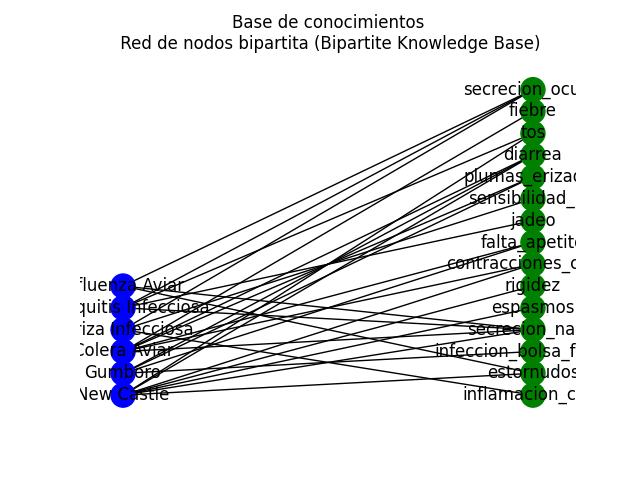 Base de conocimientos
Red de nodos bipartita (Bipartite Knowledge Base)
secrecion_ocu
fiebre
tos
diarrea
plumas_erizad
sensibilidad_
jadeo
falta_apetito
contracciones_c
rigidez
espasmos
secrecion_na
infeccion_bolsa_f
estornudos
inflamacion_c
fluenza Aviar
quitis Infecciosa
riza Infecciosa
Colera Aviar
Gumboro
New Castle